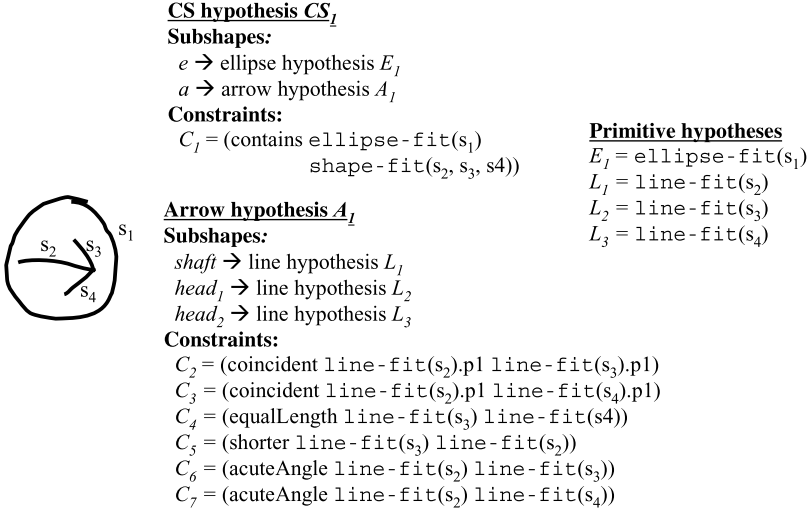 CS hypothesis CS₁
Subshapes:
e → ellipse hypothesis E₁
a → arrow hypothesis A₁
Constraints:
C₁ = (contains ellipse-fit(s₁)
shape-fit(s₂, s₃, s4))
Primitive hypotheses
E₁ = ellipse-fit(s₁)
L₁ = line-fit(s₂)
L₂ = line-fit(s₃)
L₃ = line-fit(s₄)
s₁
s₂
s₃
s₄
Arrow hypothesis A₁
Subshapes:
shaft → line hypothesis L₁
head₁ → line hypothesis L₂
head₂ → line hypothesis L₃
Constraints:
C₂ = (coincident line-fit(s₂).p1 line-fit(s₃).p1)
C₃ = (coincident line-fit(s₂).p1 line-fit(s₄).p1)
C₄ = (equalLength line-fit(s₃) line-fit(s4))
C₅ = (shorter line-fit(s₃) line-fit(s₂))
C₆ = (acuteAngle line-fit(s₂) line-fit(s₃))
C₇ = (acuteAngle line-fit(s₂) line-fit(s₄))